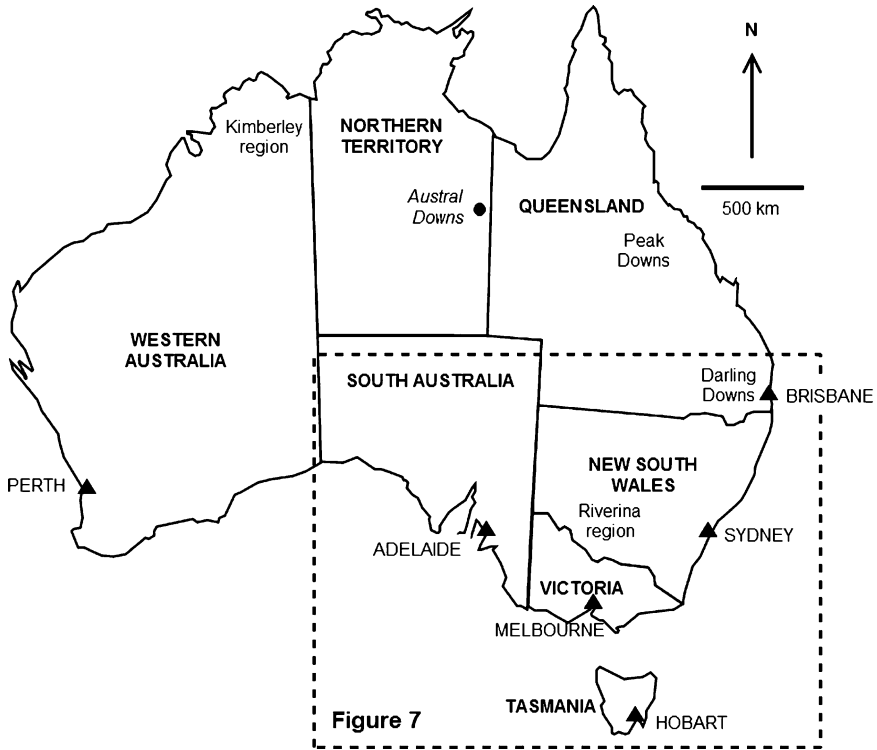 N
Kimberley
region
NORTHERN
TERRITORY
500 km
Austral
Downs
QUEENSLAND
Peak
Downs
WESTERN
AUSTRALIA
SOUTH AUSTRALIA
Darling
Downs
BRISBANE
NEW SOUTH
WALES
PERTH
Riverina
region
ADELAIDE
SYDNEY
VICTORIA
MELBOURNE
TASMANIA
Figure 7
HOBART